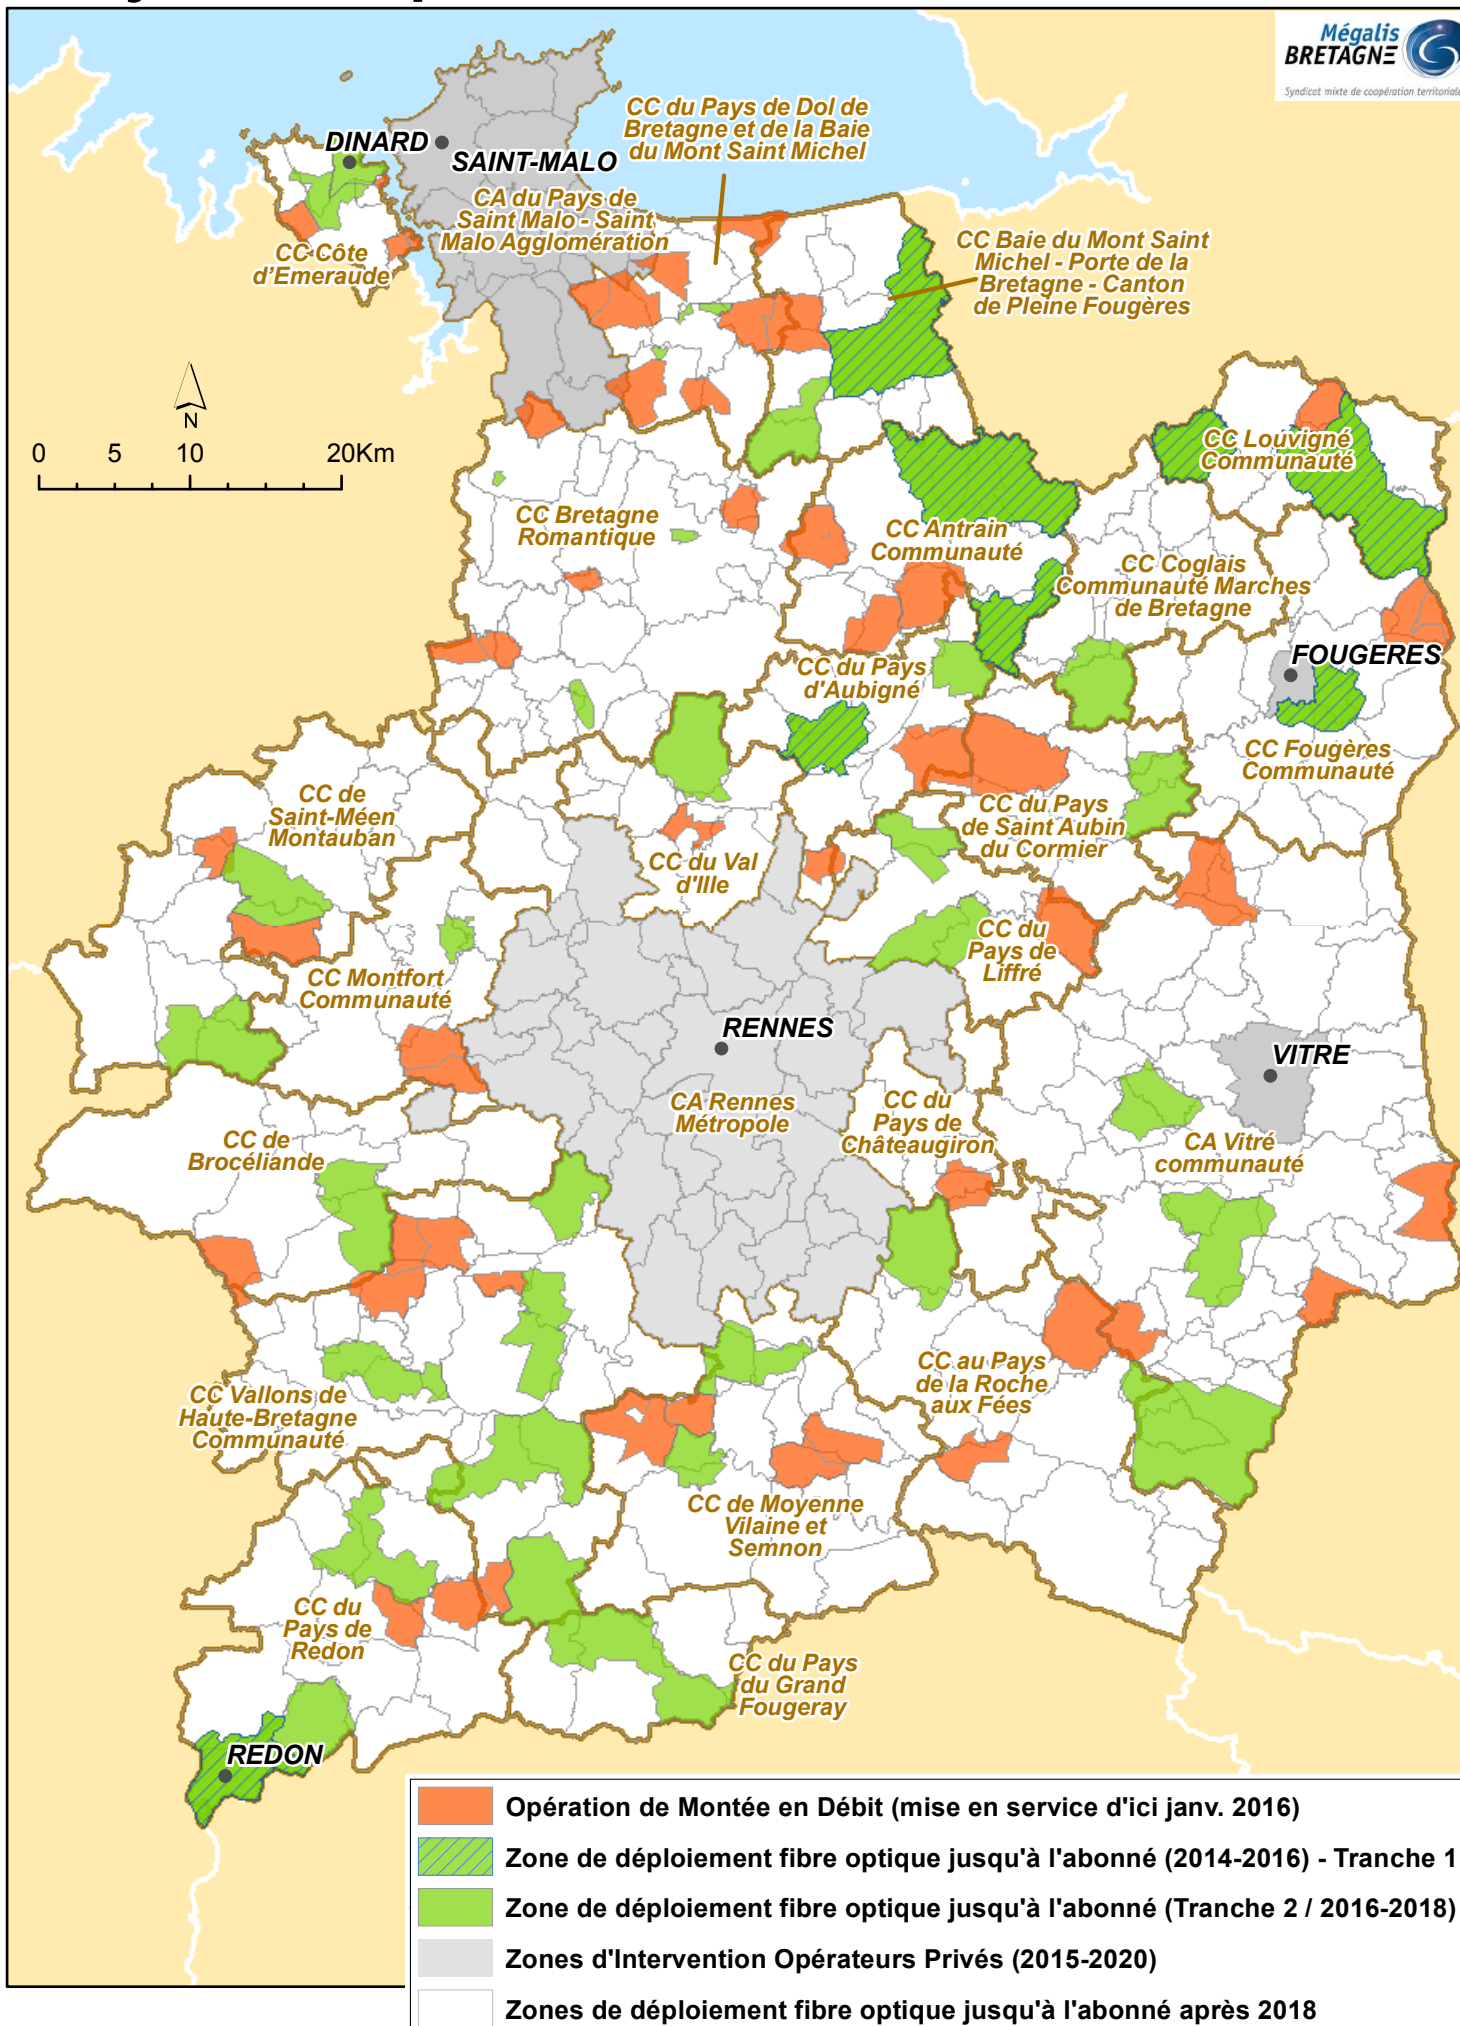 Mégalis
BRETAGNE
Syndicat mixte de coopération territoriale
CC du Pays de Dol de
Bretagne et de la Baie
du Mont Saint Michel
DINARD
SAINT-MALO
CA du Pays de
Saint Malo - Saint
Malo Agglomération
CC Côte
d'Emeraude
CC Baie du Mont Saint
Michel - Porte de la
Bretagne - Canton
de Pleine Fougères
N
0 5 10 20Km
CC Louvigné
Communauté
CC Bretagne
Romantique
CC Antrain
Communauté
CC Coglais
Communauté Marches
de Bretagne
FOUGERES
CC du Pays
d'Aubigné
CC Fougères
Communauté
CC de
Saint-Méen
Montauban
CC du Pays
de Saint Aubin
du Cormier
CC du Val
d'Ille
CC du
Pays de
Liffré
CC Montfort
Communauté
RENNES
VITRE
CA Rennes
Métropole
CC du
Pays de
Châteaugiron
CC de
Brocéliande
CA Vitré
communauté
CC au Pays
de la Roche
aux Fées
CC Vallons de
Haute-Bretagne
Communauté
CC de Moyenne
Vilaine et
Semnon
CC du
Pays de
Redon
CC du Pays
du Grand
Fougeray
REDON
Opération de Montée en Débit (mise en service d'ici janv. 2016)
Zone de déploiement fibre optique jusqu'à l'abonné (2014-2016) - Tranche 1
Zone de déploiement fibre optique jusqu'à l'abonné (Tranche 2 / 2016-2018)
Zones d'Intervention Opérateurs Privés (2015-2020)
Zones de déploiement fibre optique jusqu'à l'abonné après 2018